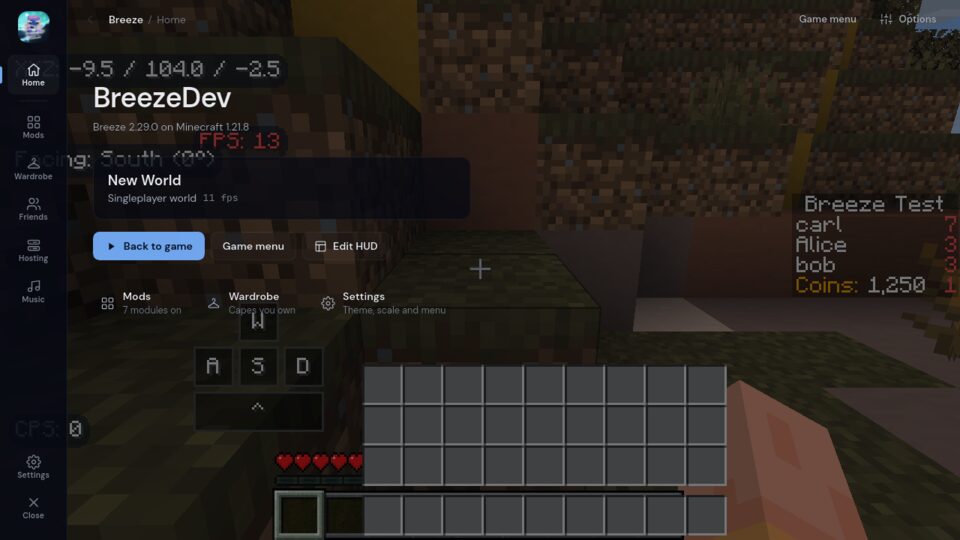 Breeze / Home
Game menu
Options
XYZ: -9.5 / 104.0 / -2.5
Home
BreezeDev
Breeze 2.29.0 on Minecraft 1.21.8
FPS: 13
Mods
Facing: South (0°)
Wardrobe
New World
Singleplayer world 11 fps
Friends
Breeze Test
carl 7
Alice 3
bob 3
Coins: 1,250 1
Back to game
Game menu
Edit HUD
Hosting
Music
Mods
7 modules on
Wardrobe
Capes you own
Settings
Theme, scale and menu
W
A S D
^
CPS: 0
Settings
Close